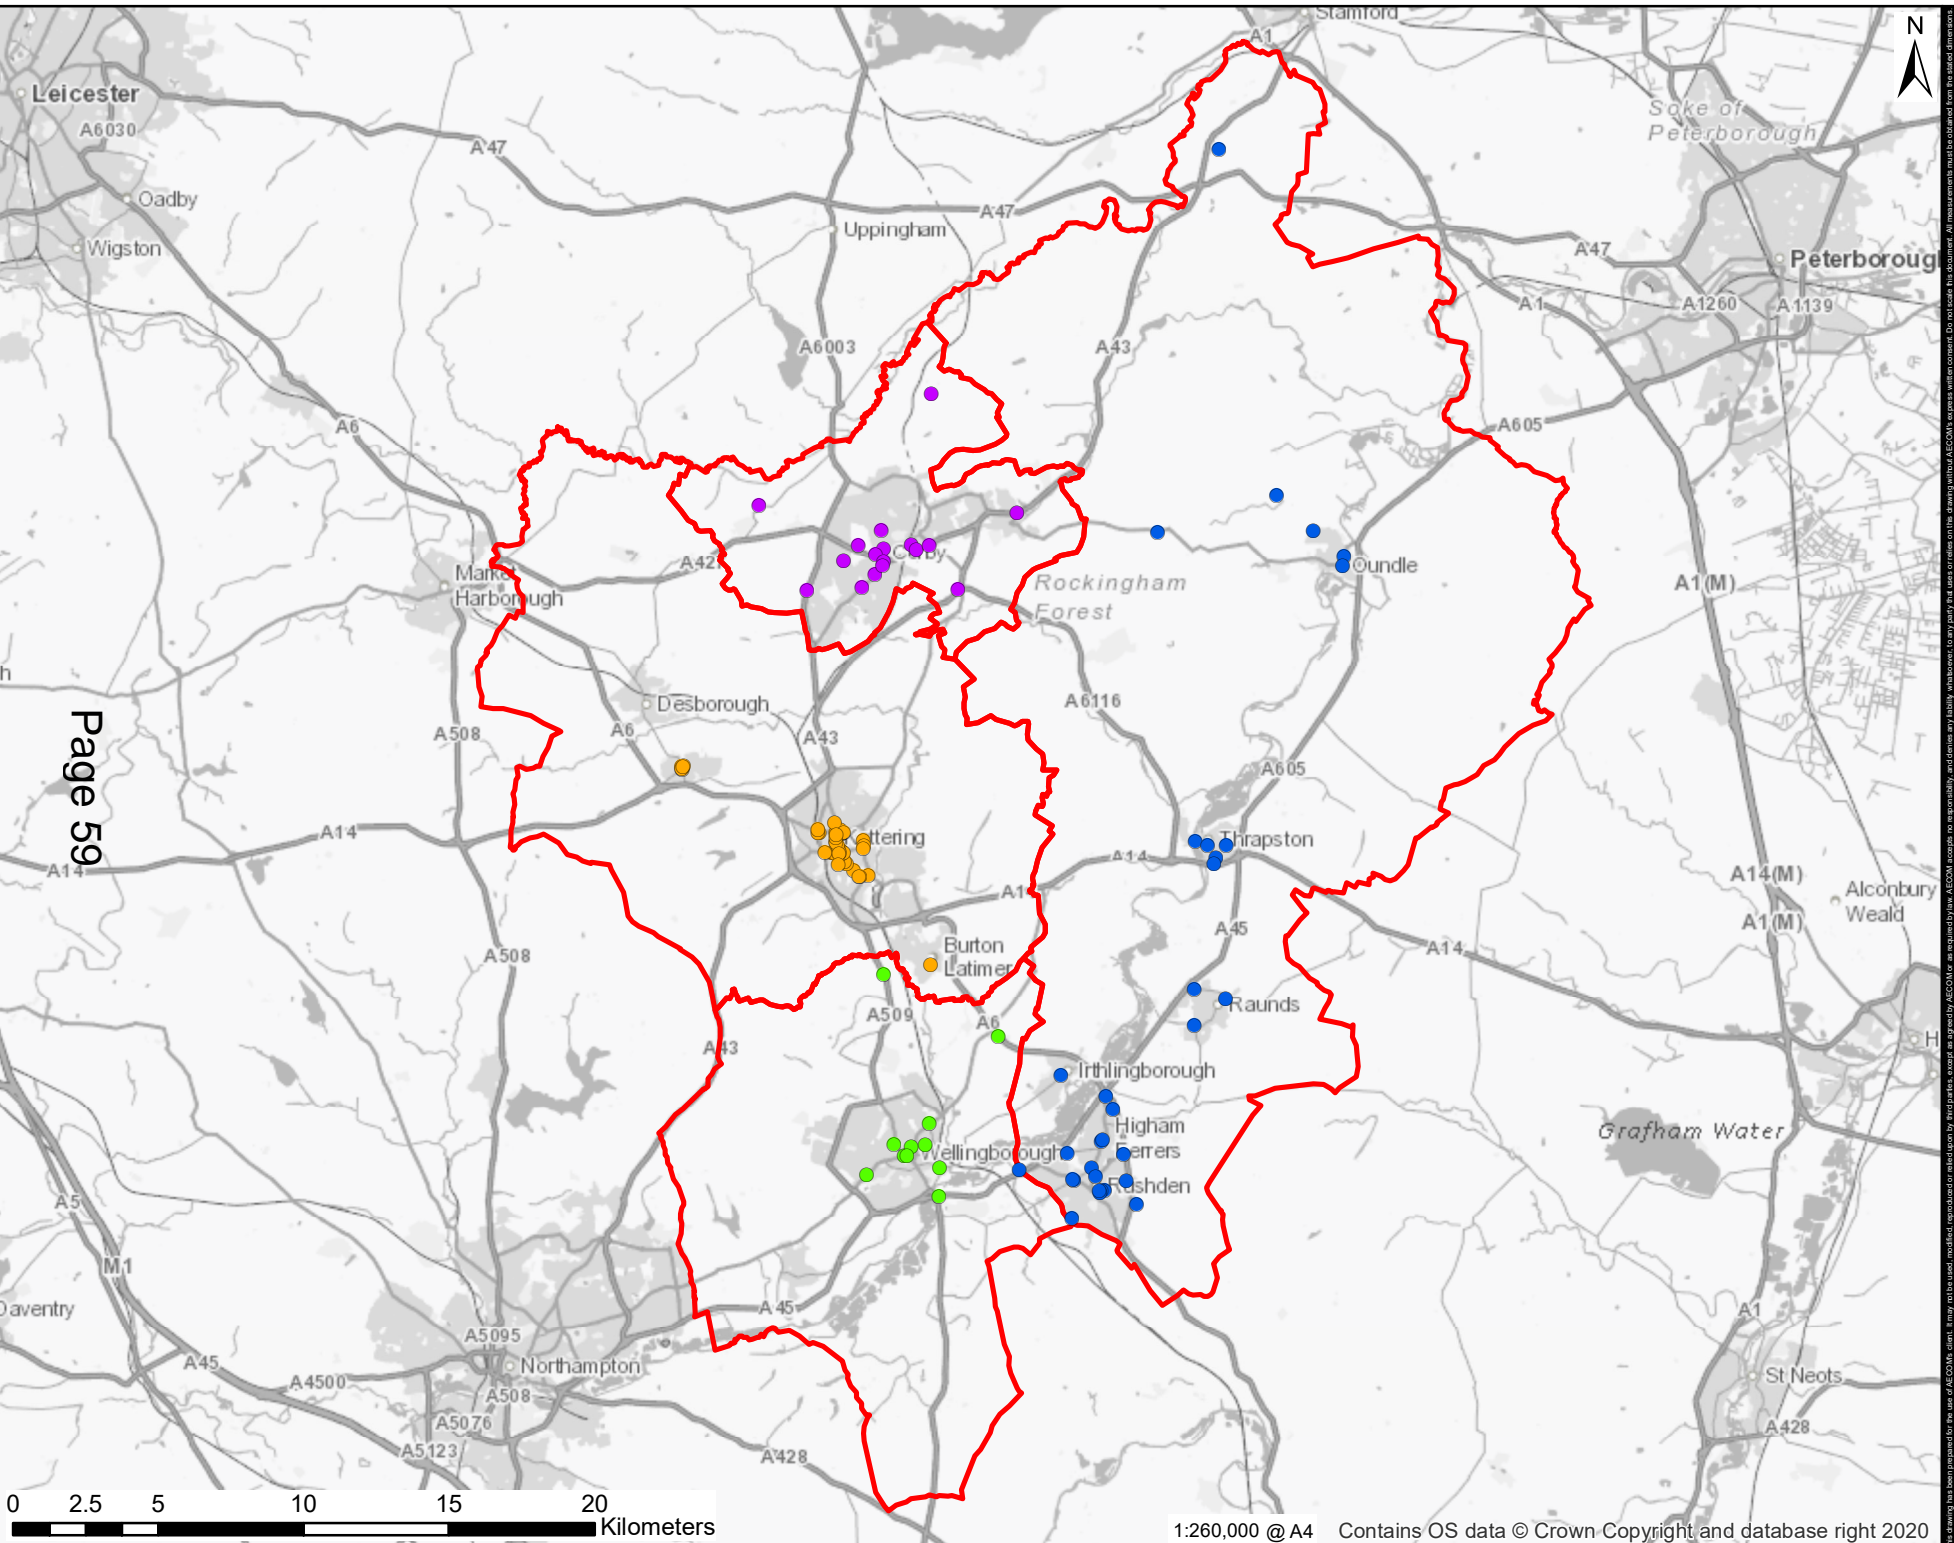 Stamford
A1
N
Leicester
A6030
Soke of
Peterborough
A47
Oadby
A47
Uppingham
Wigston
A47
Peterboroug
A1
A1260
A1139
A6003
A43
A6
A605
Corby
A427
Market
Harborough
Oundle
Rockingham
Forest
A1(M)
h
Desborough
A6116
A508
A6
A43
A605
Page 59
A14
Kettering
Thrapston
A14
A14
A1
A14(M)
Alconbury
Weald
A1(M)
A45
A508
Burton
Latimer
A14
Raunds
A509
A6
A43
H
Irthlingborough
Higham
Ferrers
Grafham Water
Wellingborough
Rushden
A5
M1
Daventry
A45
A1
A5095
A45
Northampton
St Neots
A4500
A508
A5076
A428
A5123
A428
0 2.5 5 10 15 20
Kilometers
1:260,000 @ A4
Contains OS data © Crown Copyright and database right 2020